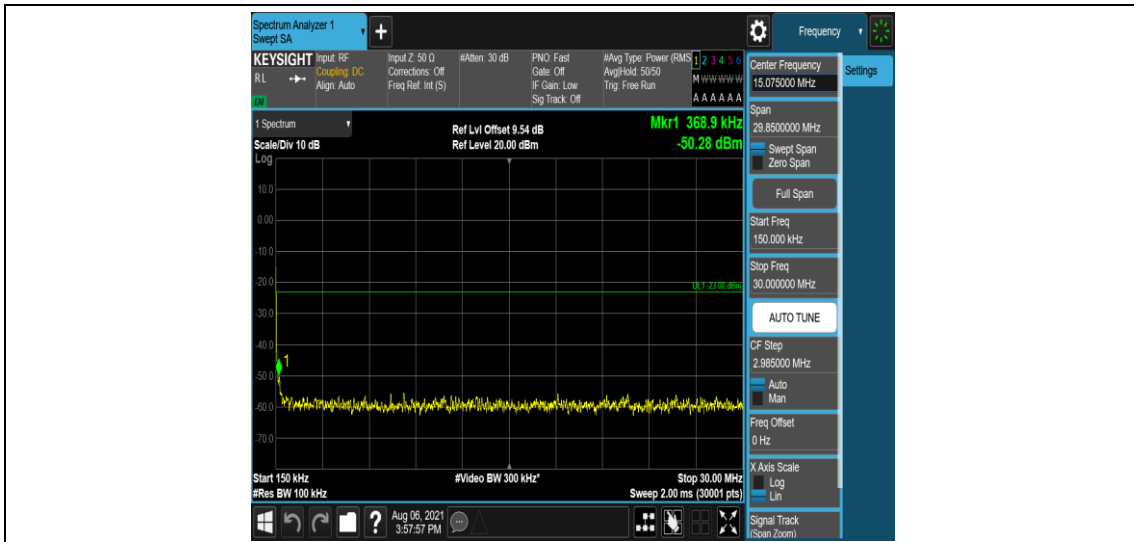 Spectrum Analyzer 1
Swept SA
+
Frequency
KEYSIGHT
RL
LM
Input: RF
Coupling: DC
Align: Auto
Input Z: 50 Ω
Corrections: Off
Freq Ref: Int (S)
#Atten: 30 dB
PNO: Fast
Gate: Off
IF Gain: Low
Sig Track: Off
#Avg Type: Power (RMS
Avg|Hold: 50/50
Trig: Free Run
1 2 3 4 5 6
M W W W W W
A A A A A A
1 Spectrum
Scale/Div 10 dB
Ref Lvl Offset 9.54 dB
Ref Level 20.00 dBm
Mkr1 368.9 kHz
-50.28 dBm
Log
10.0
0.00
-10.0
-20.0
DL1 -23.00 dBm
-30.0
-40.0
1
-50.0
-60.0
-70.0
Start 150 kHz
#Video BW 300 kHz*
Stop 30.00 MHz
#Res BW 100 kHz
Sweep 2.00 ms (30001 pts)
?
Aug 06, 2021
3:57:57 PM
Center Frequency
15.075000 MHz
Settings
Span
29.8500000 MHz
Swept Span
Zero Span
Full Span
Start Freq
150.000 kHz
Stop Freq
30.000000 MHz
AUTO TUNE
CF Step
2.985000 MHz
Auto
Man
Freq Offset
0 Hz
X Axis Scale
Log
Lin
Signal Track
(Span Zoom)